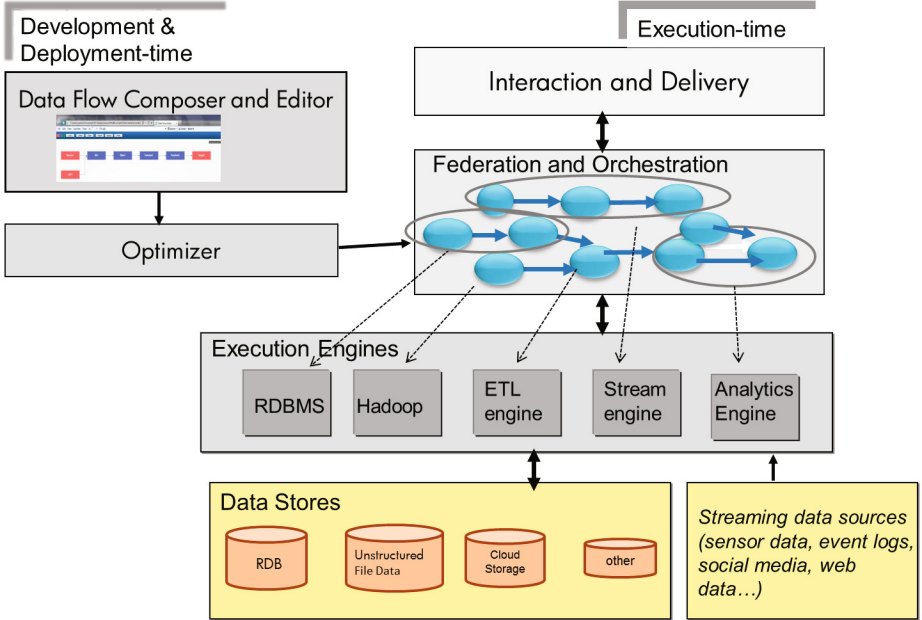 Development &
Deployment-time
Execution-time
Data Flow Composer and Editor
Interaction and Delivery
Federation and Orchestration
Optimizer
Execution Engines
RDBMS
Hadoop
ETL
engine
Stream
engine
Analytics
Engine
Data Stores
RDB
Unstructured
File Data
Cloud
Storage
other
Streaming data sources
(sensor data, event logs,
social media, web
data…)